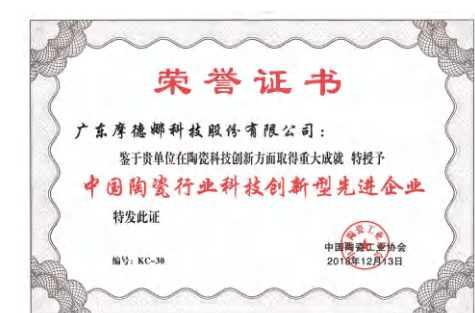 荣誉证书
广东摩德娜科技股份有限公司：
鉴于贵单位在陶瓷科技创新方面取得重大成就 特授予
中国陶瓷行业科技创新型先进企业
特发此证
中国陶瓷工业协会
编号：KC-30
2018年12月13日